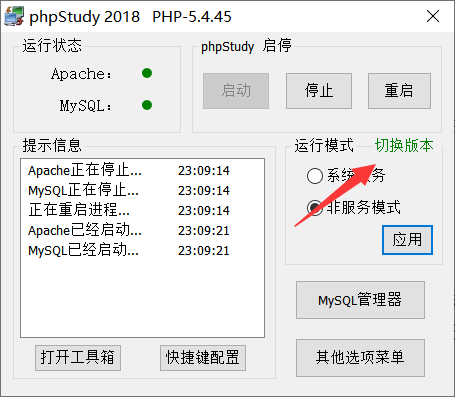 phpStudy 2018 PHP-5.4.45
运行状态
Apache:
MySQL:
phpStudy 启停
启动 停止 重启
提示信息
Apache正在停止... 23:09:14
MySQL正在停止... 23:09:14
正在重启进程... 23:09:14
Apache已经启动... 23:09:21
MySQL已经启动... 23:09:21
打开工具箱 快捷键配置
运行模式 切换版本
系统服务
非服务模式
应用
MySQL管理器
其他选项菜单